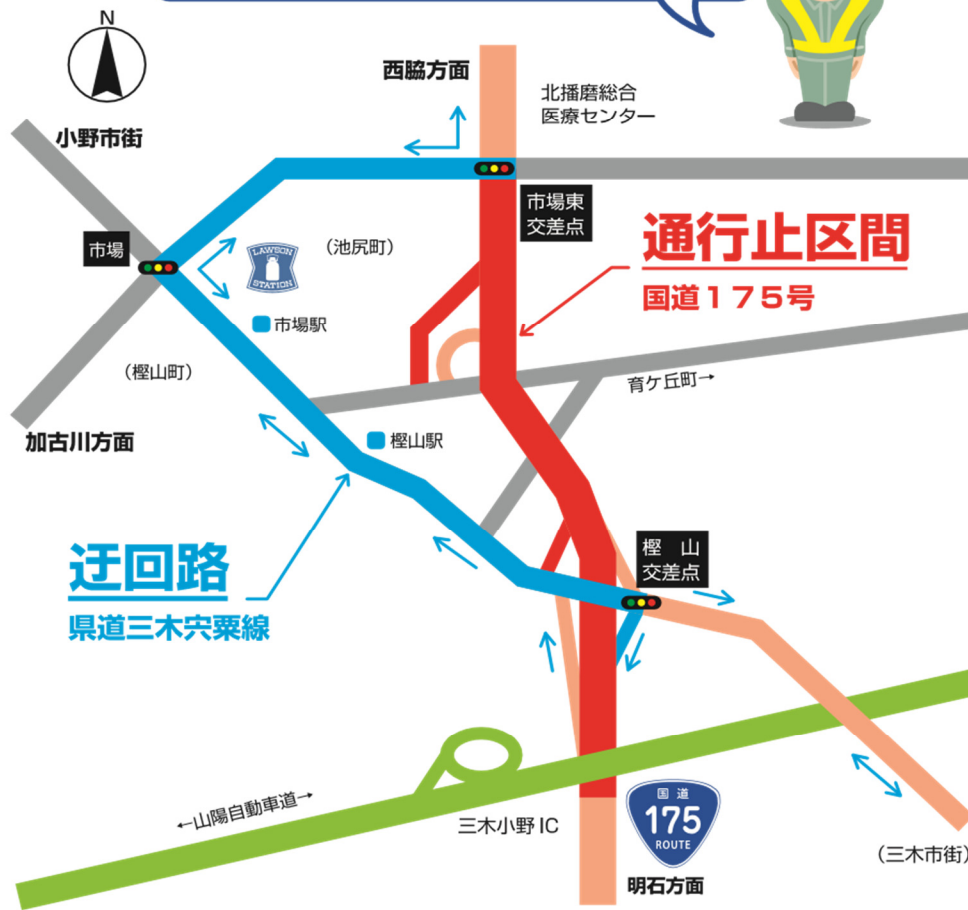 N
西脇方面
北播磨総合
医療センター
小野市街
市場東
交差点
市場
(池尻町)
LAWSON
STATION
通行止区間
国道175号
市場駅
(樫山町)
育ケ丘町→
加古川方面
樫山駅
樫 山
交差点
迂回路
県道三木宍粟線
←山陽自動車道→
三木小野IC
国道
175
ROUTE
明石方面
(三木市街)